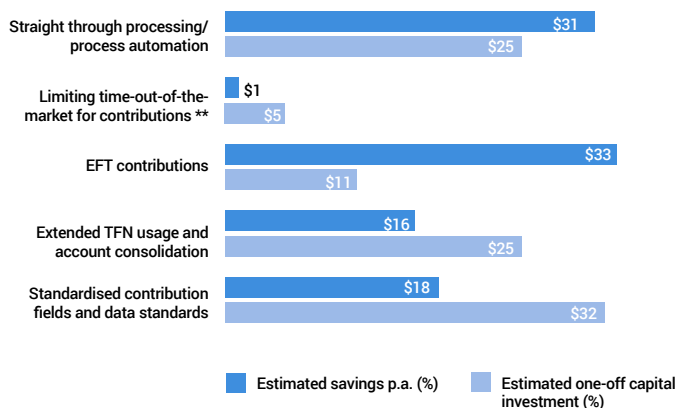 Straight through processing/
process automation
$31
$25
Limiting time-out-of-the-
market for contributions **
$1
$5
EFT contributions
$33
$11
Extended TFN usage and
account consolidation
$16
$25
Standardised contribution
fields and data standards
$18
$32
Estimated savings p.a. (%)
Estimated one-off capital
investment (%)